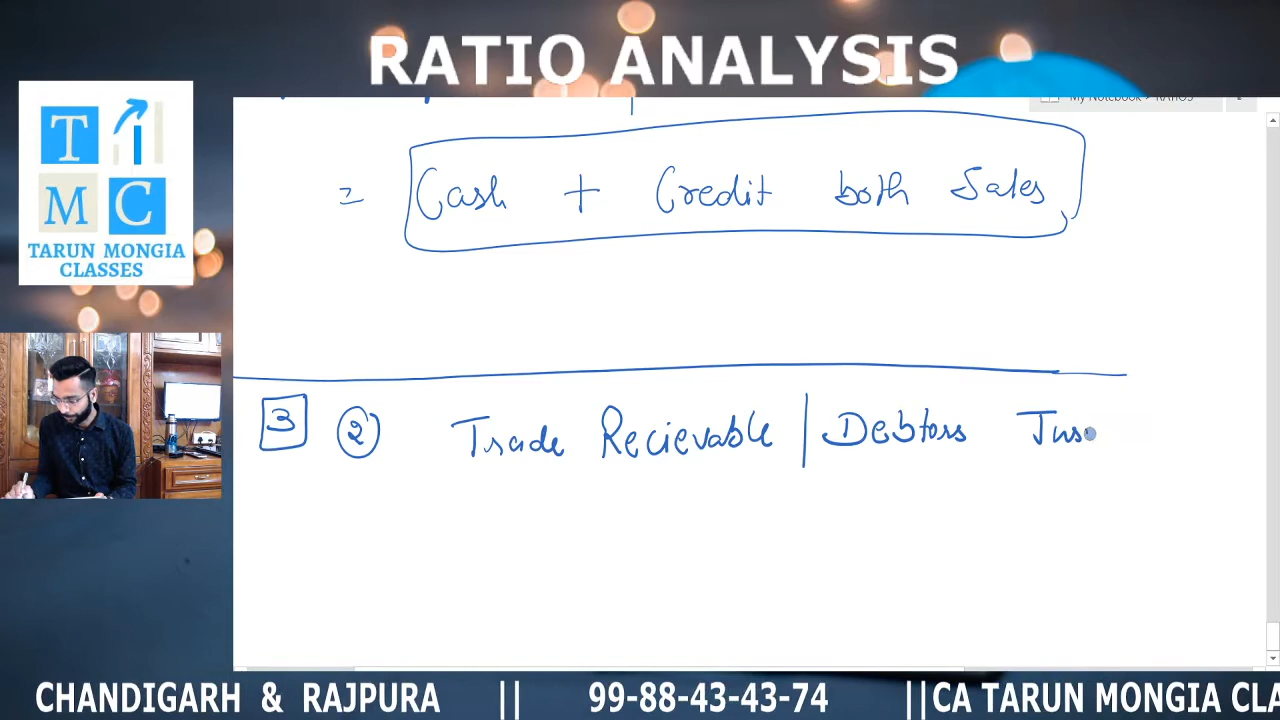 RATIO ANALYSIS
T
M C
TARUN MONGIA
CLASSES
= Cash + Credit both Sales
3 2 Trade Recievable | Debtors
CHANDIGARH & RAJPURA || 99-88-43-43-74 ||CA TARUN MONGIA CLA